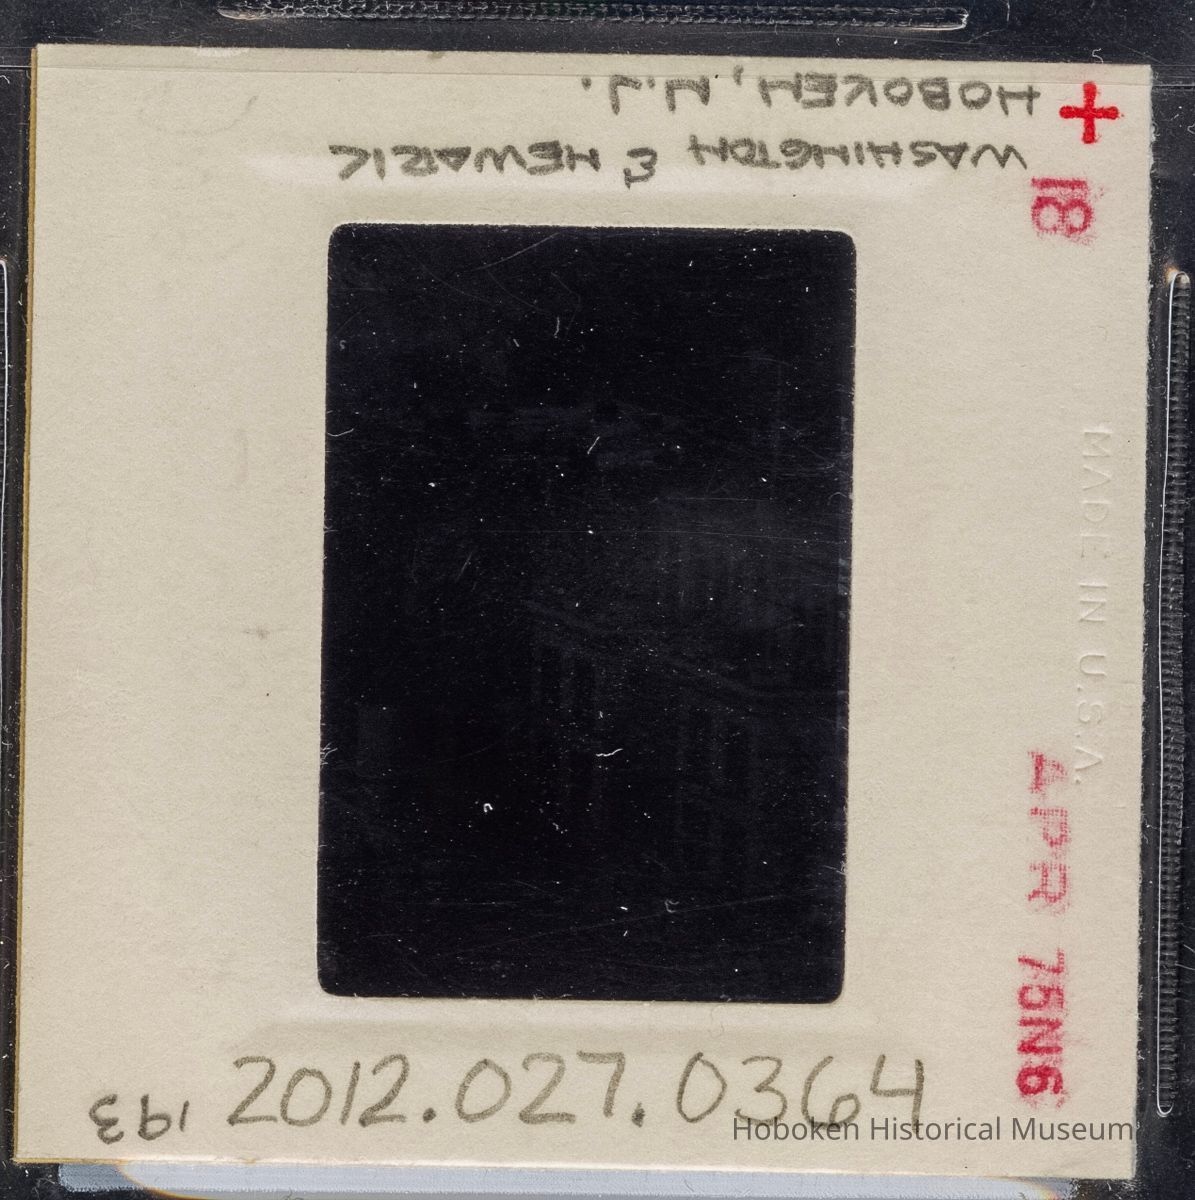 HOBOKEN, N.J.
WASHINGTON & NEWARK
+
18
MADE IN U.S.A.
APR 75N6
2012.027.0364
193
Hoboken Historical Museum